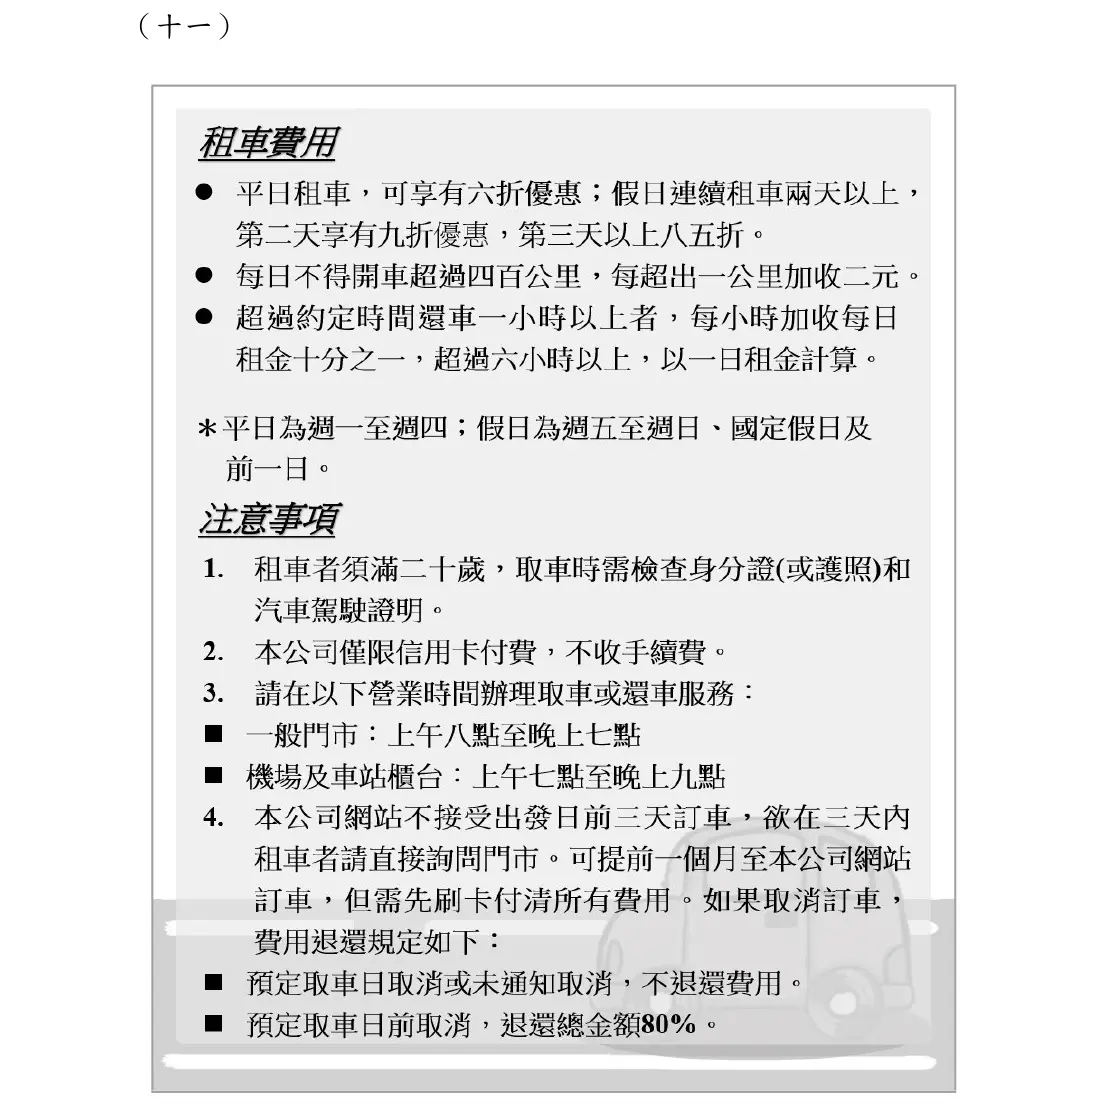 （十一）
租車費用
● 平日租車，可享有六折優惠；假日連續租車兩天以上，
第二天享有九折優惠，第三天以上八五折。
● 每日不得開車超過四百公里，每超出一公里加收二元。
● 超過約定時間還車一小時以上者，每小時加收每日
租金十分之一，超過六小時以上，以一日租金計算。
＊平日為週一至週四；假日為週五至週日、國定假日及
前一日。
注意事項
1. 租車者須滿二十歲，取車時需檢查身分證(或護照)和
汽車駕駛證明。
2. 本公司僅限信用卡付費，不收手續費。
3. 請在以下營業時間辦理取車或還車服務：
■ 一般門市：上午八點至晚上七點
■ 機場及車站櫃台：上午七點至晚上九點
4. 本公司網站不接受出發日前三天訂車，欲在三天內
租車者請直接詢問門市。可提前一個月至本公司網站
訂車，但需先刷卡付清所有費用。如果取消訂車，
費用退還規定如下：
■ 預定取車日取消或未通知取消，不退還費用。
■ 預定取車日前取消，退還總金額80%。